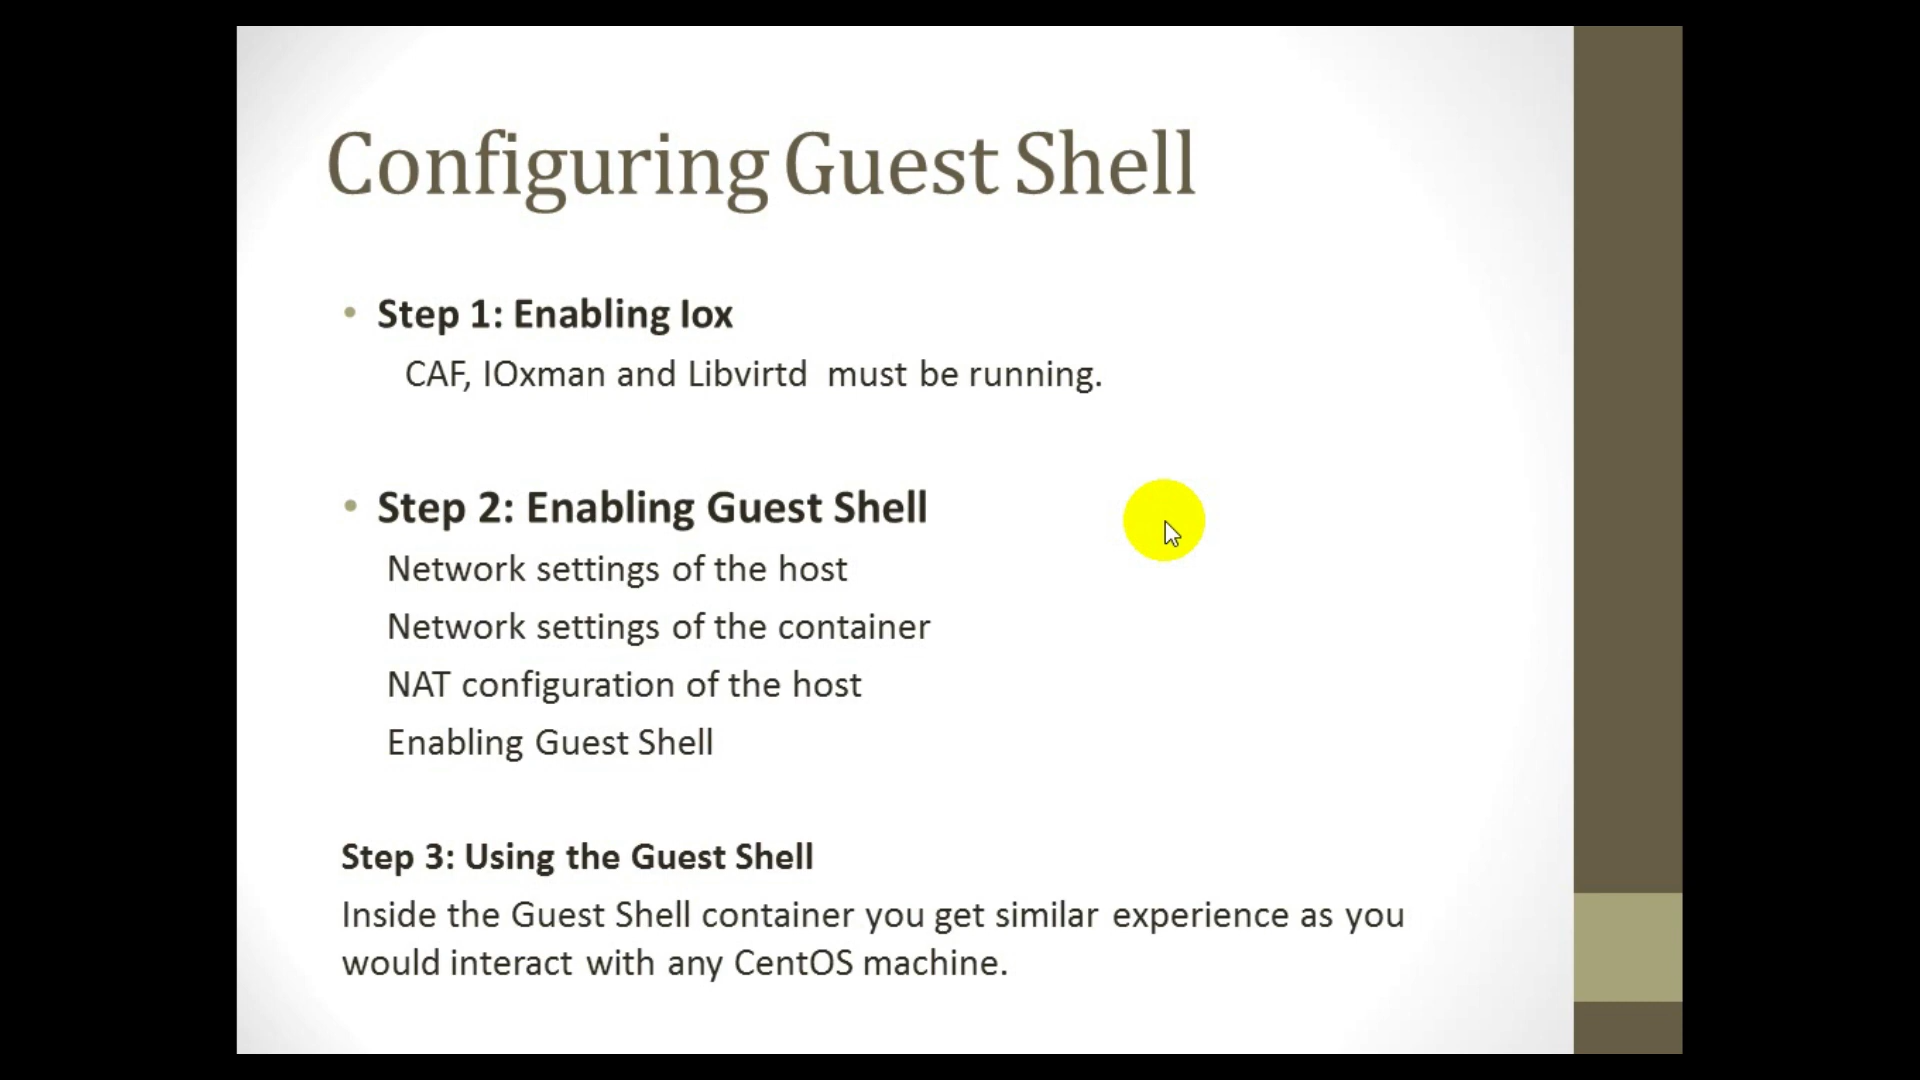 Configuring Guest Shell
• Step 1: Enabling Iox
CAF, IOxman and Libvirtd must be running.
• Step 2: Enabling Guest Shell
Network settings of the host
Network settings of the container
NAT configuration of the host
Enabling Guest Shell
Step 3: Using the Guest Shell
Inside the Guest Shell container you get similar experience as you
would interact with any CentOS machine.